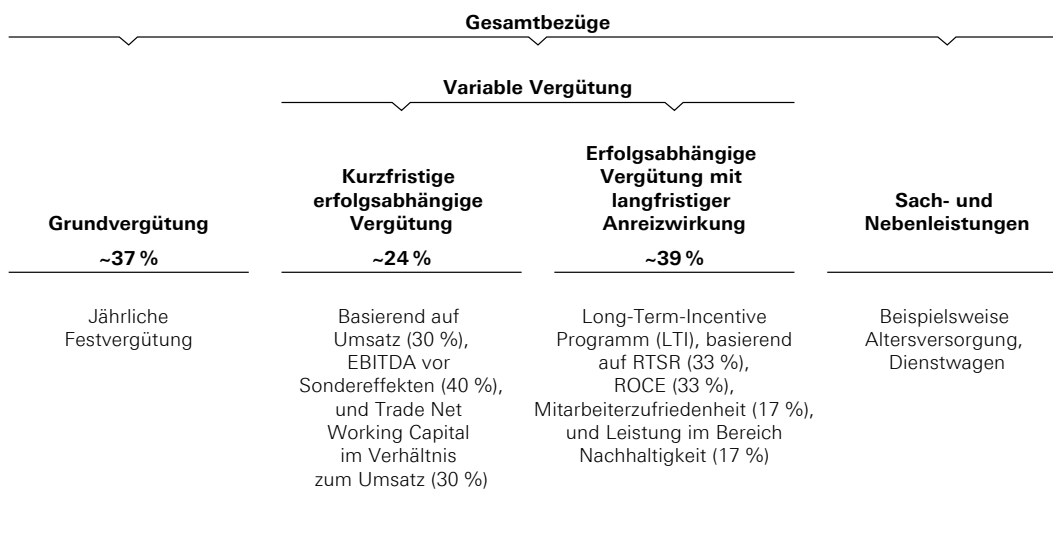 Gesamtbezüge
Variable Vergütung
Grundvergütung
~37 %
Jährliche
Festvergütung
Kurzfristige
erfolgsabhängige
Vergütung
~24 %
Basierend auf
Umsatz (30 %),
EBITDA vor
Sondereffekten (40 %),
und Trade Net
Working Capital
im Verhältnis
zum Umsatz (30 %)
Erfolgsabhängige
Vergütung mit
langfristiger
Anreizwirkung
~39 %
Long-Term-Incentive
Programm (LTI), basierend
auf RTSR (33 %),
ROCE (33 %),
Mitarbeiterzufriedenheit (17 %),
und Leistung im Bereich
Nachhaltigkeit (17 %)
Sach- und
Nebenleistungen
Beispielsweise
Altersversorgung,
Dienstwagen